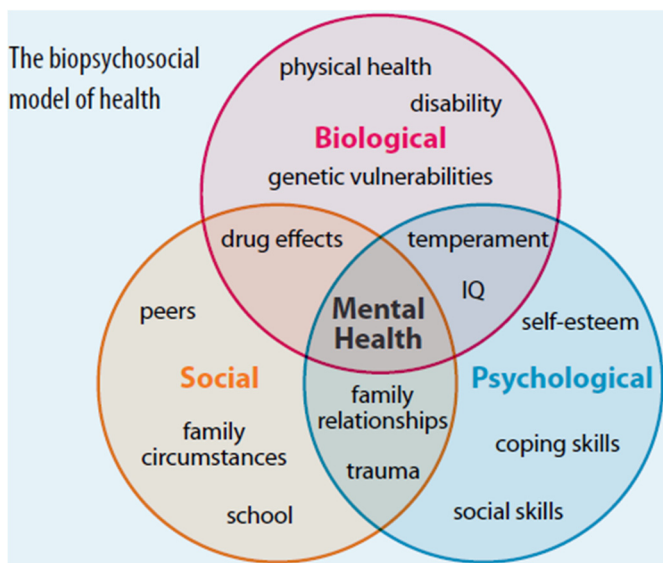 The biopsychosocial
model of health
physical health
disability
Biological
genetic vulnerabilities
drug effects
temperament
IQ
Mental
Health
peers
self-esteem
Social
Psychological
family
relationships
family
circumstances
coping skills
trauma
school
social skills